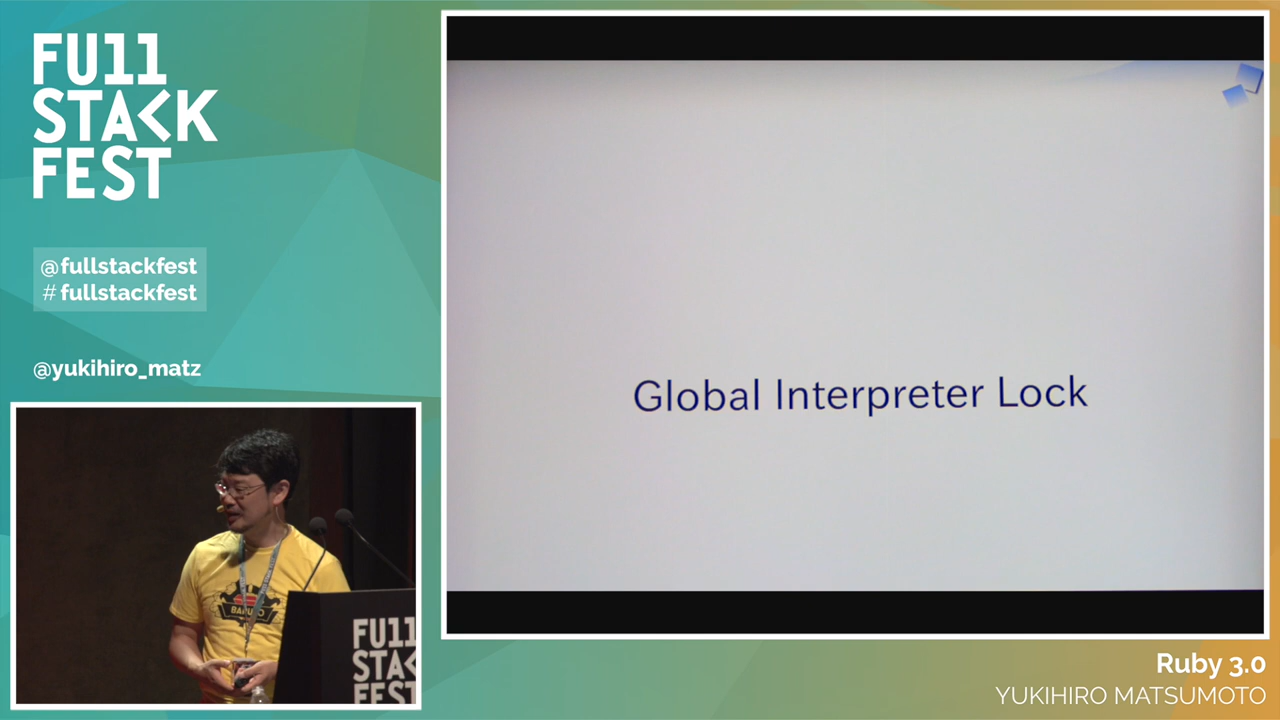 FU11
STACK
FEST
@fullstackfest
# fullstackfest
@yukihiro_matz
Global Interpreter Lock
FU11
STAC
FEST
Ruby 3.0
YUKIHIRO MATSUMOTO